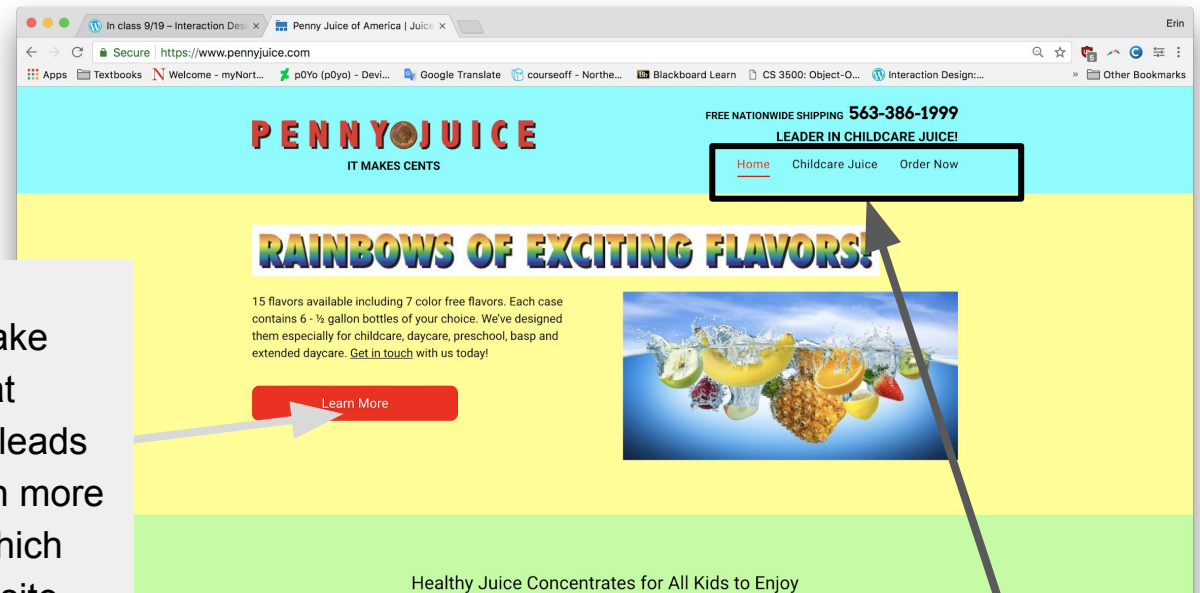 In class 9/19 – Interaction Desi
Penny Juice of America | Juice
Erin
Secure https://www.pennyjuice.com
Apps Textbooks Welcome - myNort... p0Yo (p0yo) - Devi... Google Translate courseoff - Northe... Blackboard Learn CS 3500: Object-O... Interaction Design:... » Other Bookmarks
PENNY JUICE
IT MAKES CENTS
FREE NATIONWIDE SHIPPING 563-386-1999
LEADER IN CHILDCARE JUICE!
Home Childcare Juice Order Now
RAINBOWS OF EXCITING FLAVORS!
15 flavors available including 7 color free flavors. Each case
contains 6 - ½ gallon bottles of your choice. We've designed
them especially for childcare, daycare, preschool, basp and
extended daycare. Get in touch with us today!
Learn More
ake
at
leads
n more
hich
site
Healthy Juice Concentrates for All Kids to Enjoy